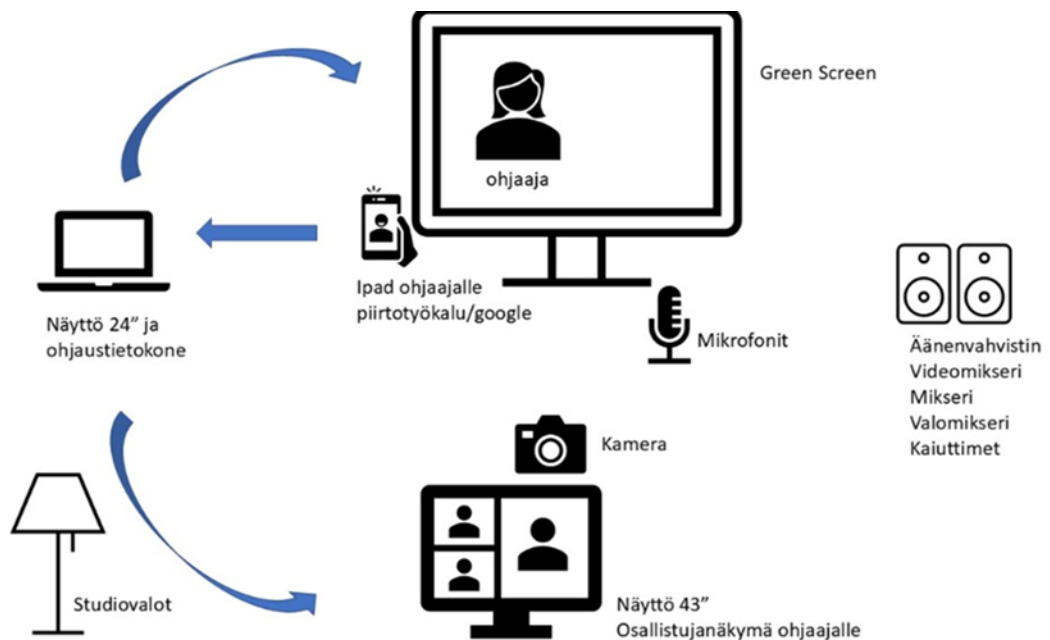 Green Screen
ohjaaja
Ipad ohjaajalle
piirtotyökalu/google
Näyttö 24” ja
ohjaustietokone
Mikrofonit
Äänenvahvistin
Videomikseri
Mikseri
Valomikseri
Kaiuttimet
Kamera
Studiovalot
Näyttö 43”
Osallistujanäkymä ohjaajalle